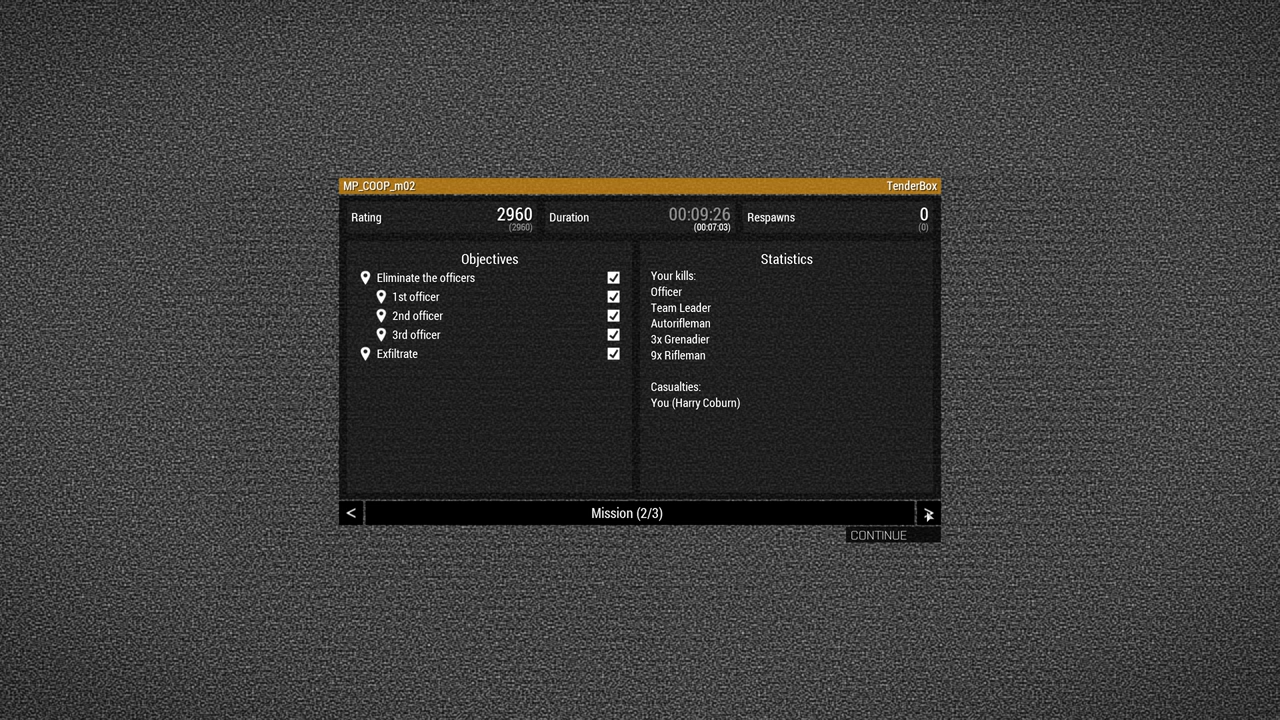 MP_COOP_m02 TenderBox
Rating 2960 Duration 00:09:26 Respawns 0
(2960) (00:07:03) (0)
Objectives
Eliminate the officers
1st officer
2nd officer
3rd officer
Exfiltrate
Statistics
Your kills:
Officer
Team Leader
Autorifleman
3x Grenadier
9x Rifleman
Casualties:
You (Harry Coburn)
< Mission (2/3) >
CONTINUE